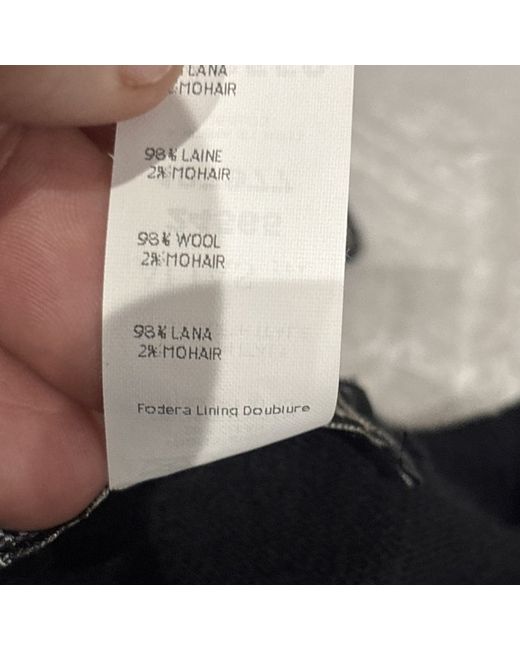 LANA
MOHAIR
98% LAINE
2% MOHAIR
98% WOOL
2% MOHAIR
98% LANA
2% MOHAIR
Fodera Lining Doublure